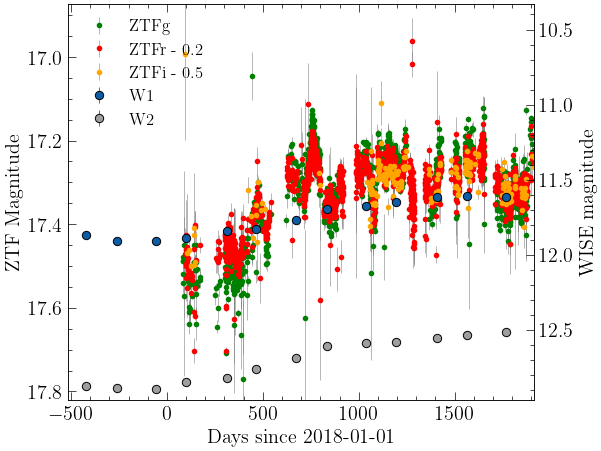 ZTFg
ZTFr - 0.2
ZTFi - 0.5
W1
W2
17.0
17.2
17.4
17.6
17.8
ZTF Magnitude
10.5
11.0
11.5
12.0
12.5
WISE magnitude
−500 0 500 1000 1500
Days since 2018-01-01